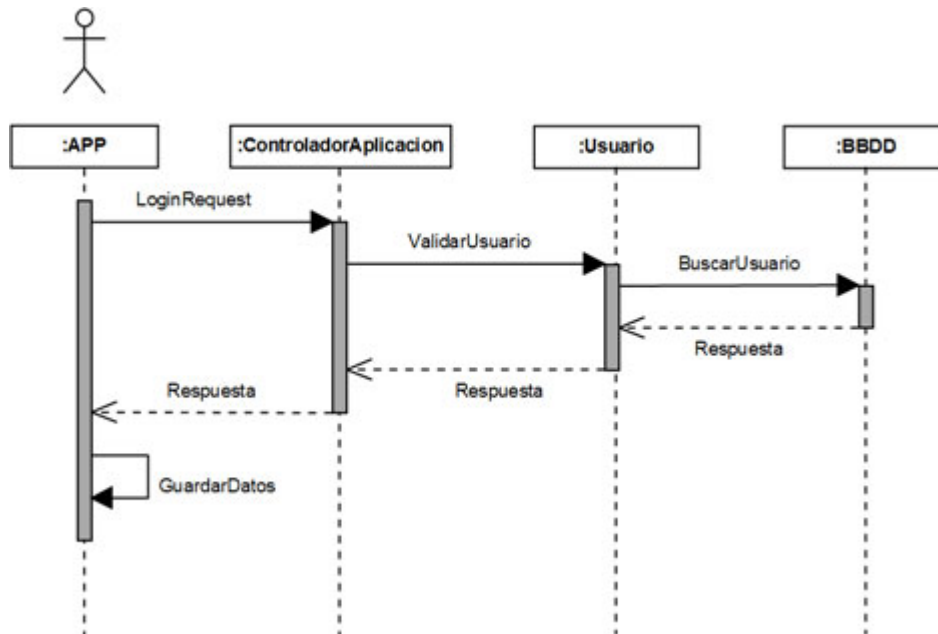 :APP
:ControladorAplicacion
:Usuario
:BBDD
LoginRequest
ValidarUsuario
BuscarUsuario
Respuesta
Respuesta
Respuesta
GuardarDatos